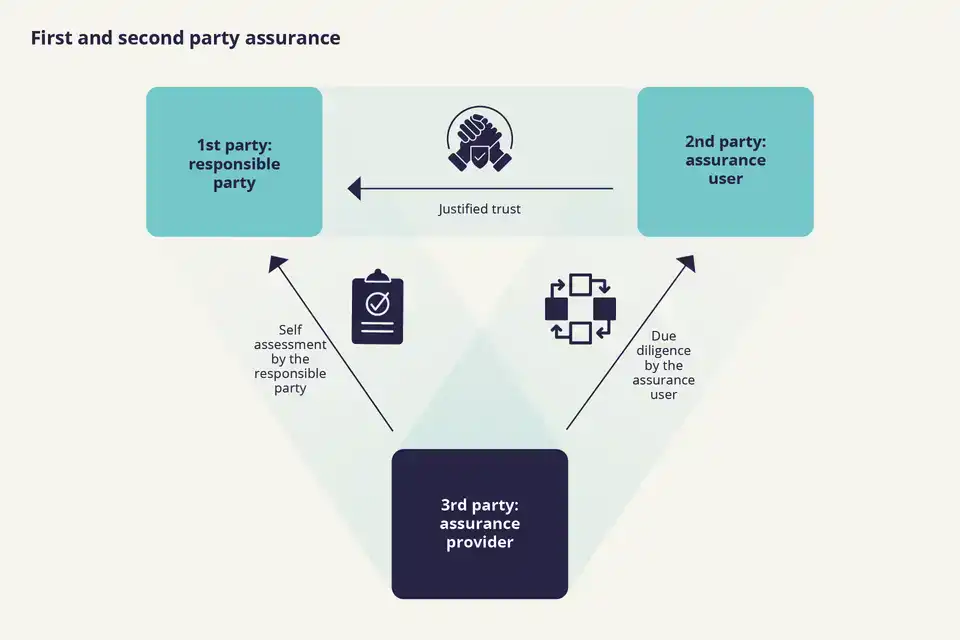 First and second party assurance
1st party:
responsible
party
2nd party:
assurance
user
Justified trust
Self
assessment
by the
responsible
party
Due
diligence
by the
assurance
user
3rd party:
assurance
provider